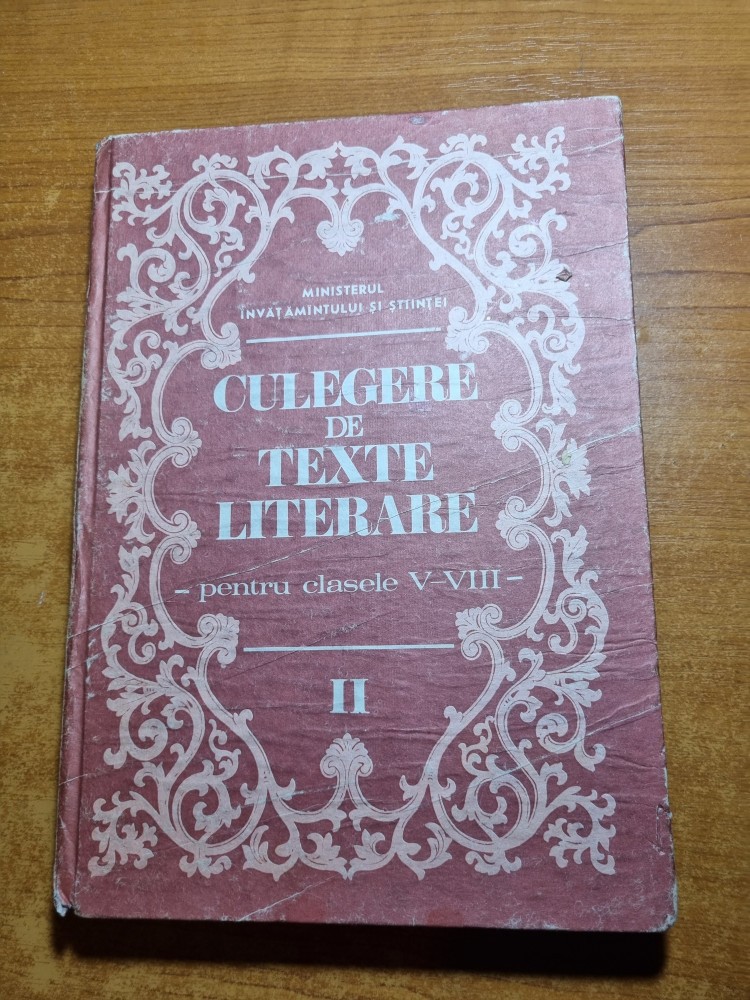 MINISTERUL
ÎNVĂȚĂMÎNTULUI ȘI ȘTIINȚEI
CULEGERE
DE
TEXTE
LITERARE
- pentru clasele V-VIII -
II